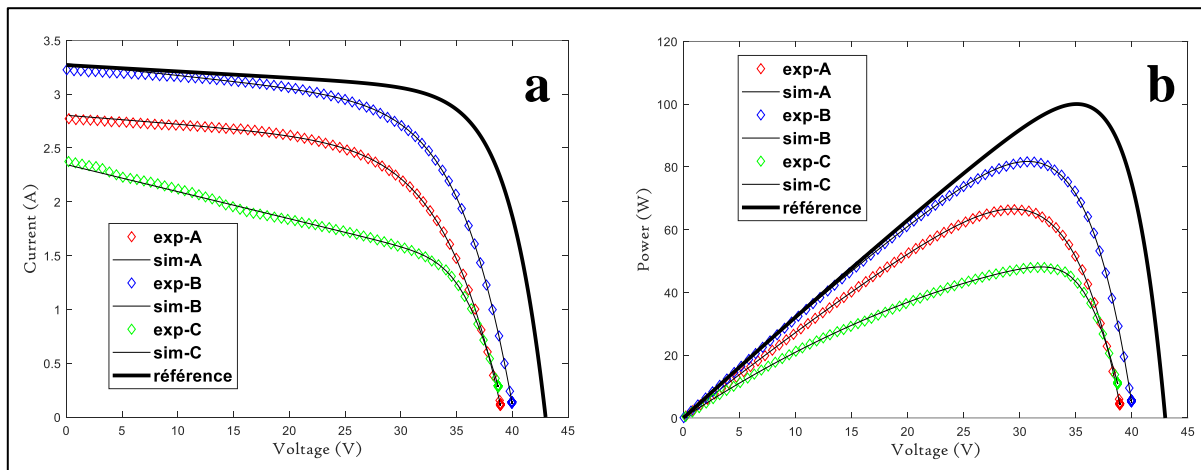 a
3.5
3
2.5
2
1.5
1
0.5
0
Current (A)
exp-A
sim-A
exp-B
sim-B
exp-C
sim-C
référence
0 5 10 15 20 25 30 35 40 45
Voltage (V)
b
120
100
80
60
40
20
0
Power (W)
exp-A
sim-A
exp-B
sim-B
exp-C
sim-C
référence
0 5 10 15 20 25 30 35 40 45
Voltage (V)